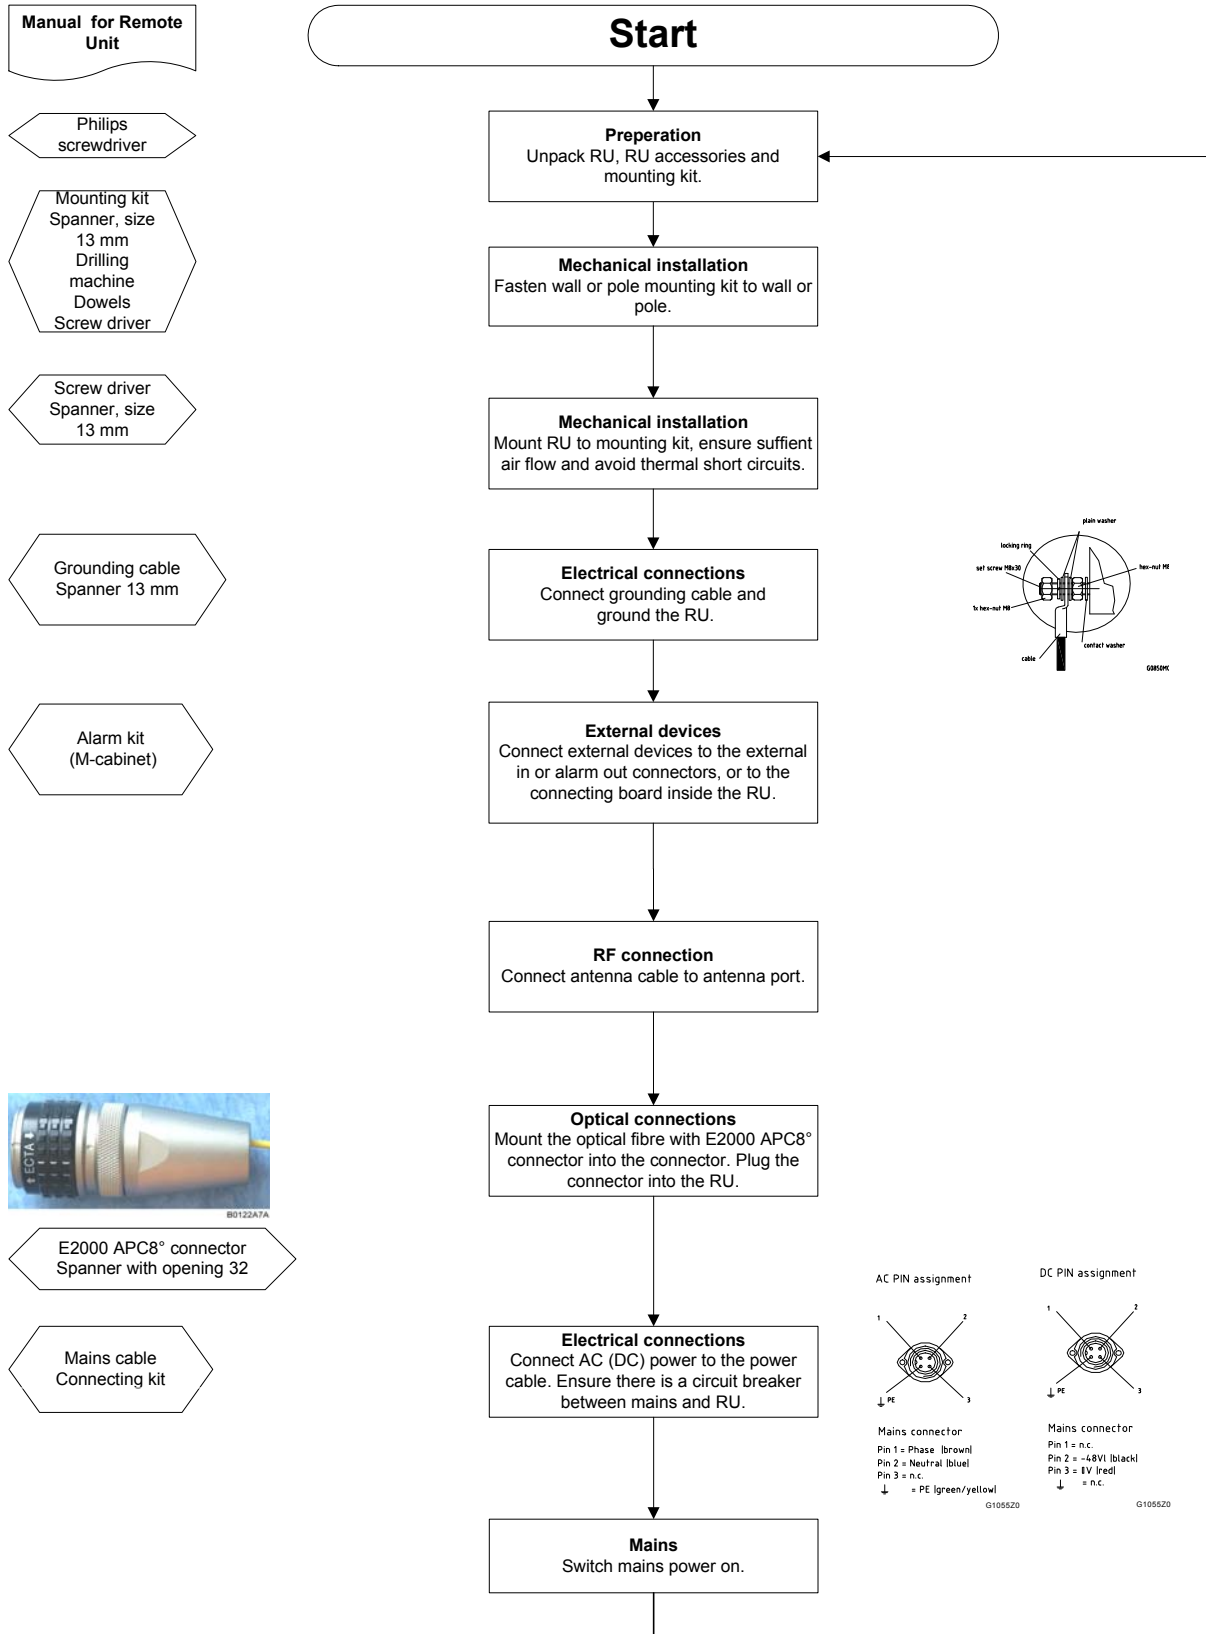 Manual for Remote
Unit
Start
Philips
screwdriver
Preperation
Unpack RU, RU accessories and
mounting kit.
Mounting kit
Spanner, size
13 mm
Drilling
machine
Dowels
Screw driver
Mechanical installation
Fasten wall or pole mounting kit to wall or
pole.
Screw driver
Spanner, size
13 mm
Mechanical installation
Mount RU to mounting kit, ensure suffient
air flow and avoid thermal short circuits.
Grounding cable
Spanner 13 mm
Electrical connections
Connect grounding cable and
ground the RU.
plain washer
locking ring
set screw M8x30
hex-nut M8
1x hex-nut M8
contact washer
cable
G0850M
Alarm kit
(M-cabinet)
External devices
Connect external devices to the external
in or alarm out connectors, or to the
connecting board inside the RU.
RF connection
Connect antenna cable to antenna port.
↑ ECTA ↓
B0122A7A
Optical connections
Mount the optical fibre with E2000 APC8°
connector into the connector. Plug the
connector into the RU.
E2000 APC8° connector
Spanner with opening 32
Mains cable
Connecting kit
Electrical connections
Connect AC (DC) power to the power
cable. Ensure there is a circuit breaker
between mains and RU.
AC PIN assignment
1
2
PE
3
Mains connector
Pin 1 = Phase |brown|
Pin 2 = Neutral |blue|
Pin 3 = n.c.
= PE |green/yellow|
G1055Z0
DC PIN assignment
1
2
PE
3
Mains connector
Pin 1 = n.c.
Pin 2 = -48V| |black|
Pin 3 = 0V |red|
= n.c.
G1055Z0
Mains
Switch mains power on.